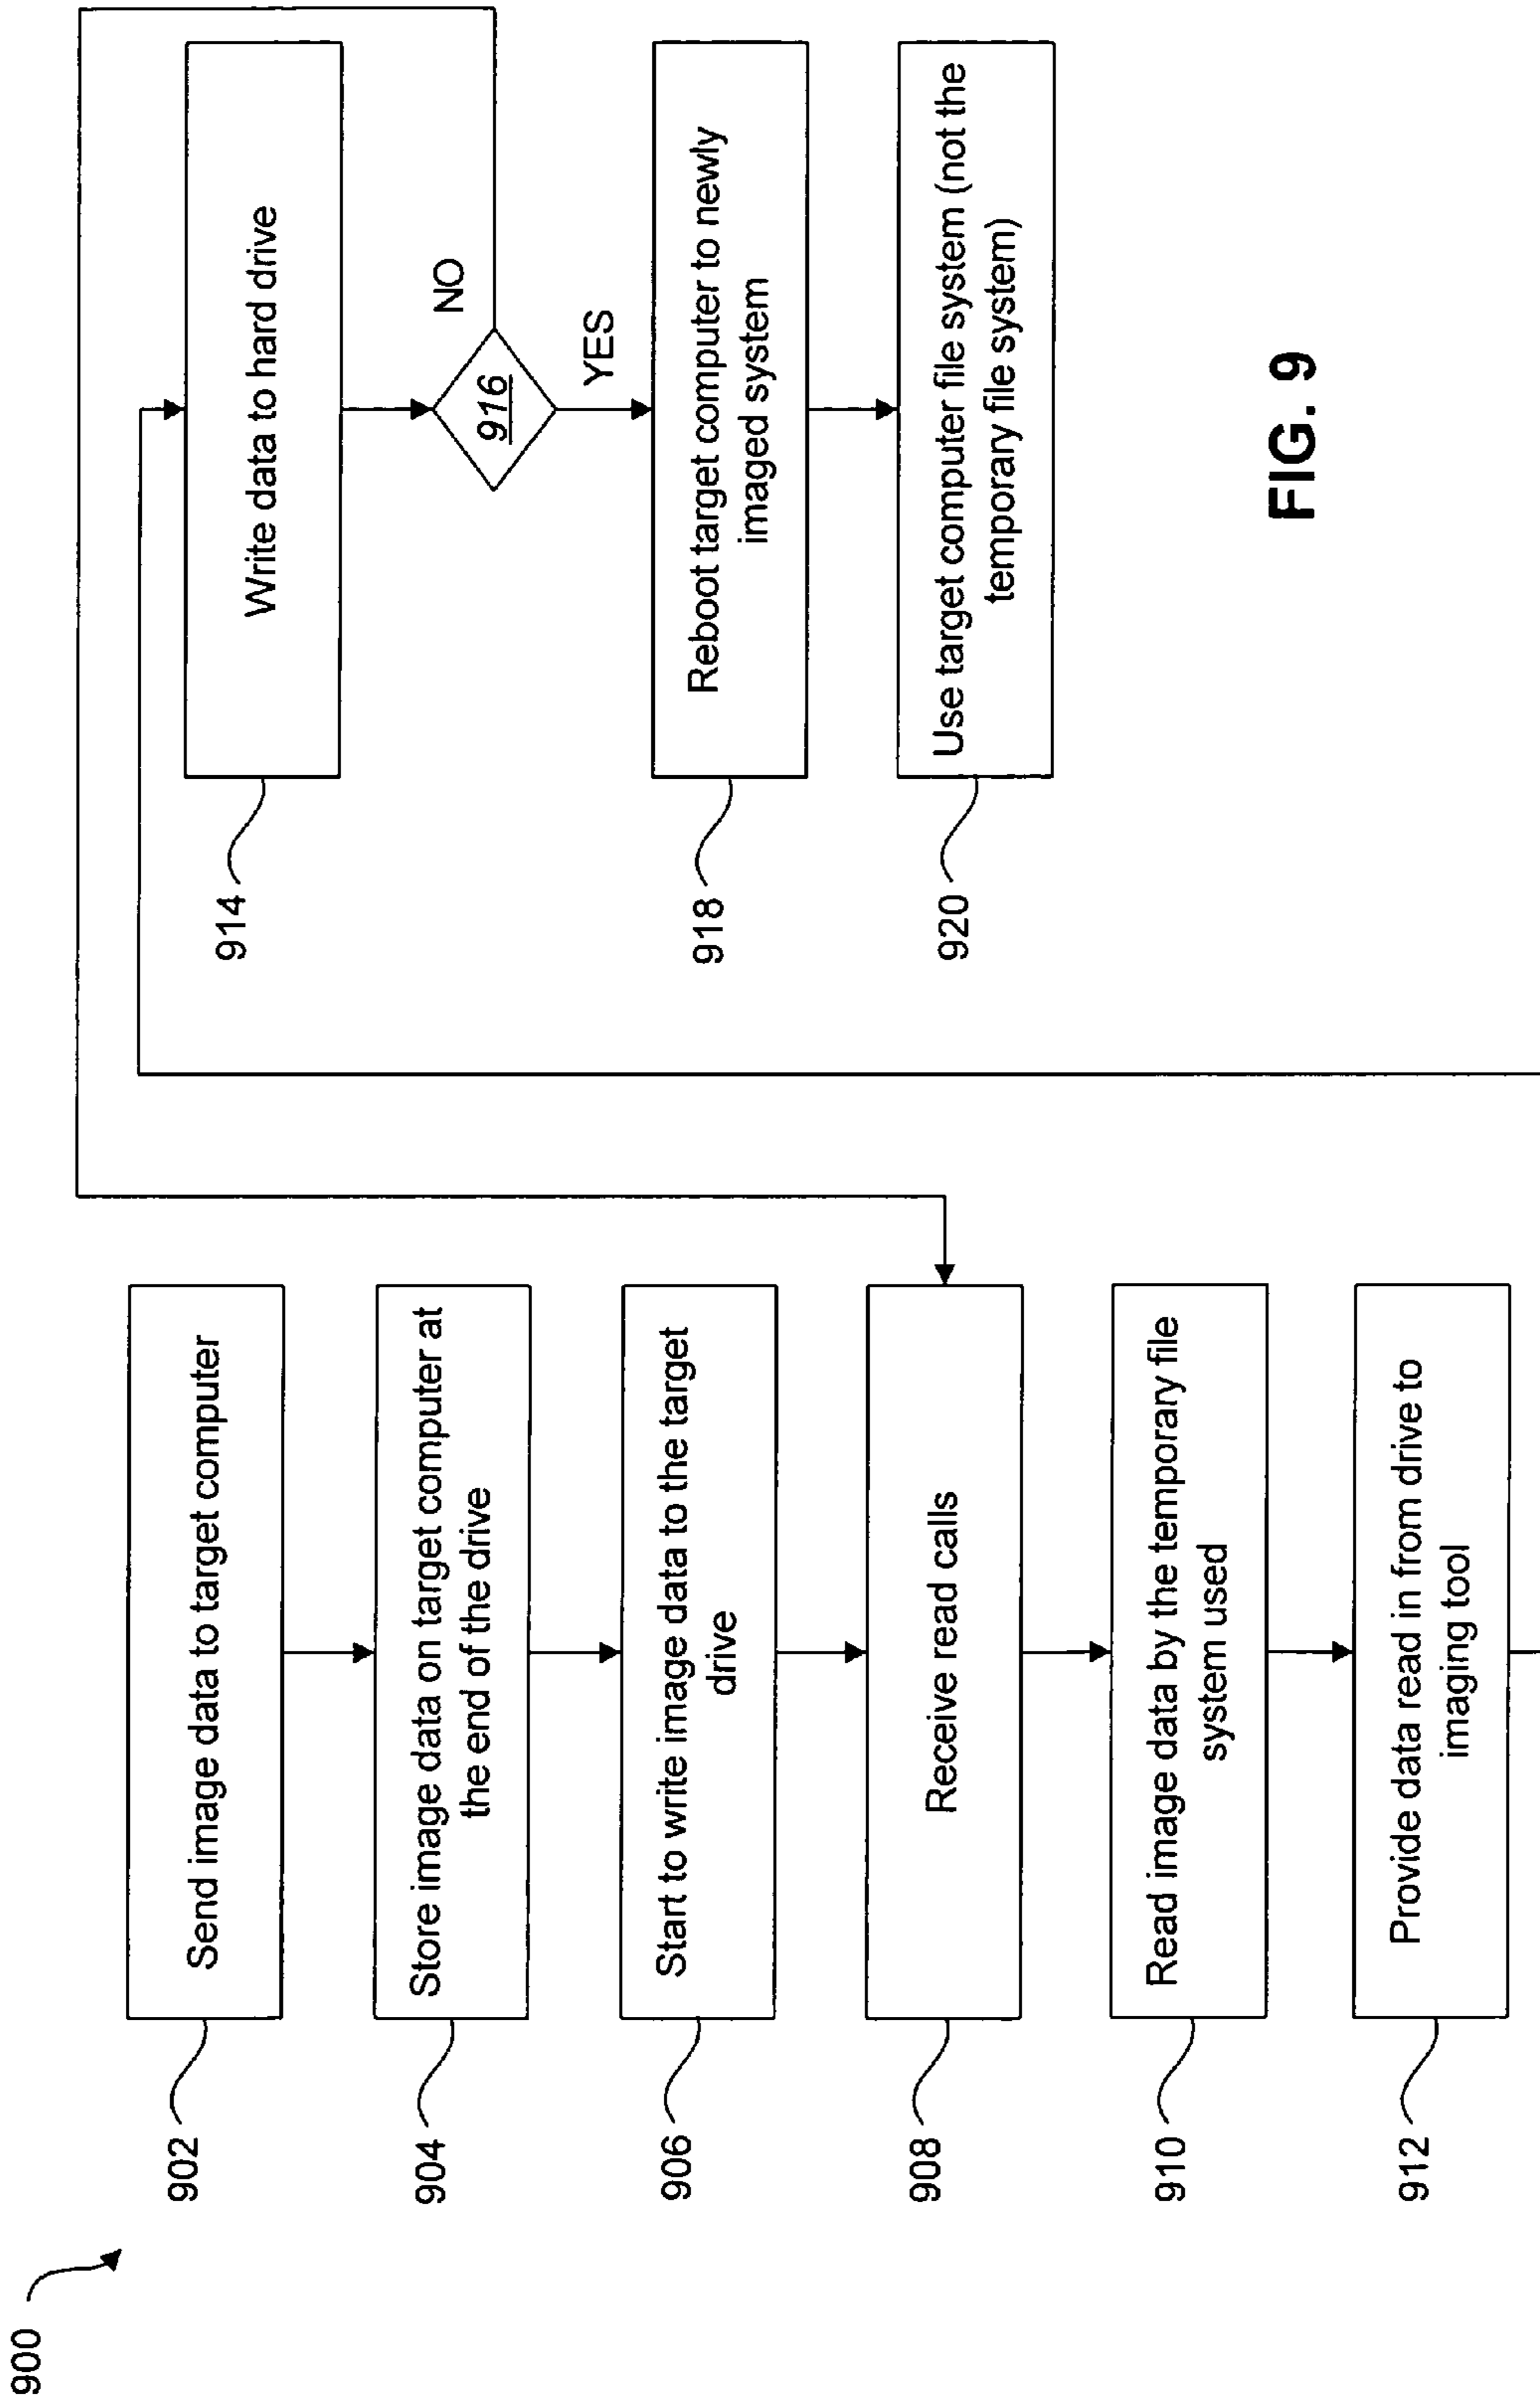 900
902
Send image data to target computer
904
Store image data on target computer at
the end of the drive
906
Start to write image data to the target
drive
908
Receive read calls
910
Read image data by the temporary file
system used
912
Provide data read in from drive to
imaging tool
914
Write data to hard drive
916
NO
YES
918
Reboot target computer to newly
imaged system
920
Use target computer file system (not the
temporary file system)
FIG. 9